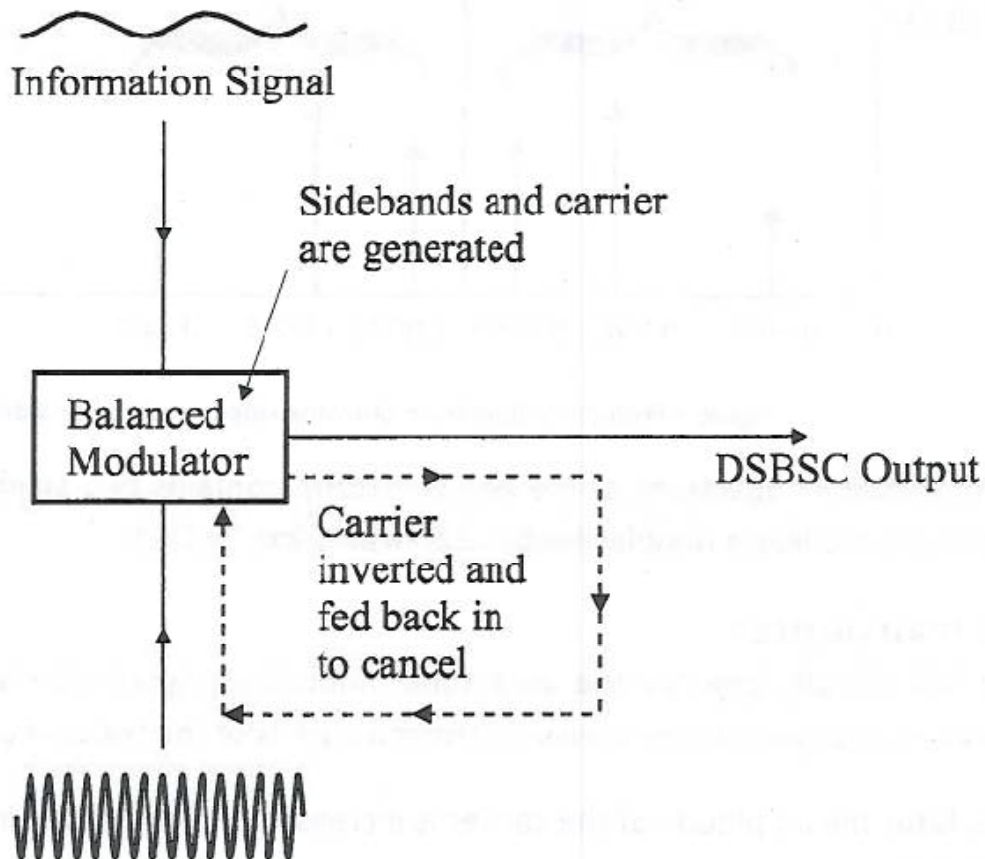 Information Signal
Sidebands and carrier
are generated
Balanced
Modulator
DSBSC Output
Carrier
inverted and
fed back in
to cancel